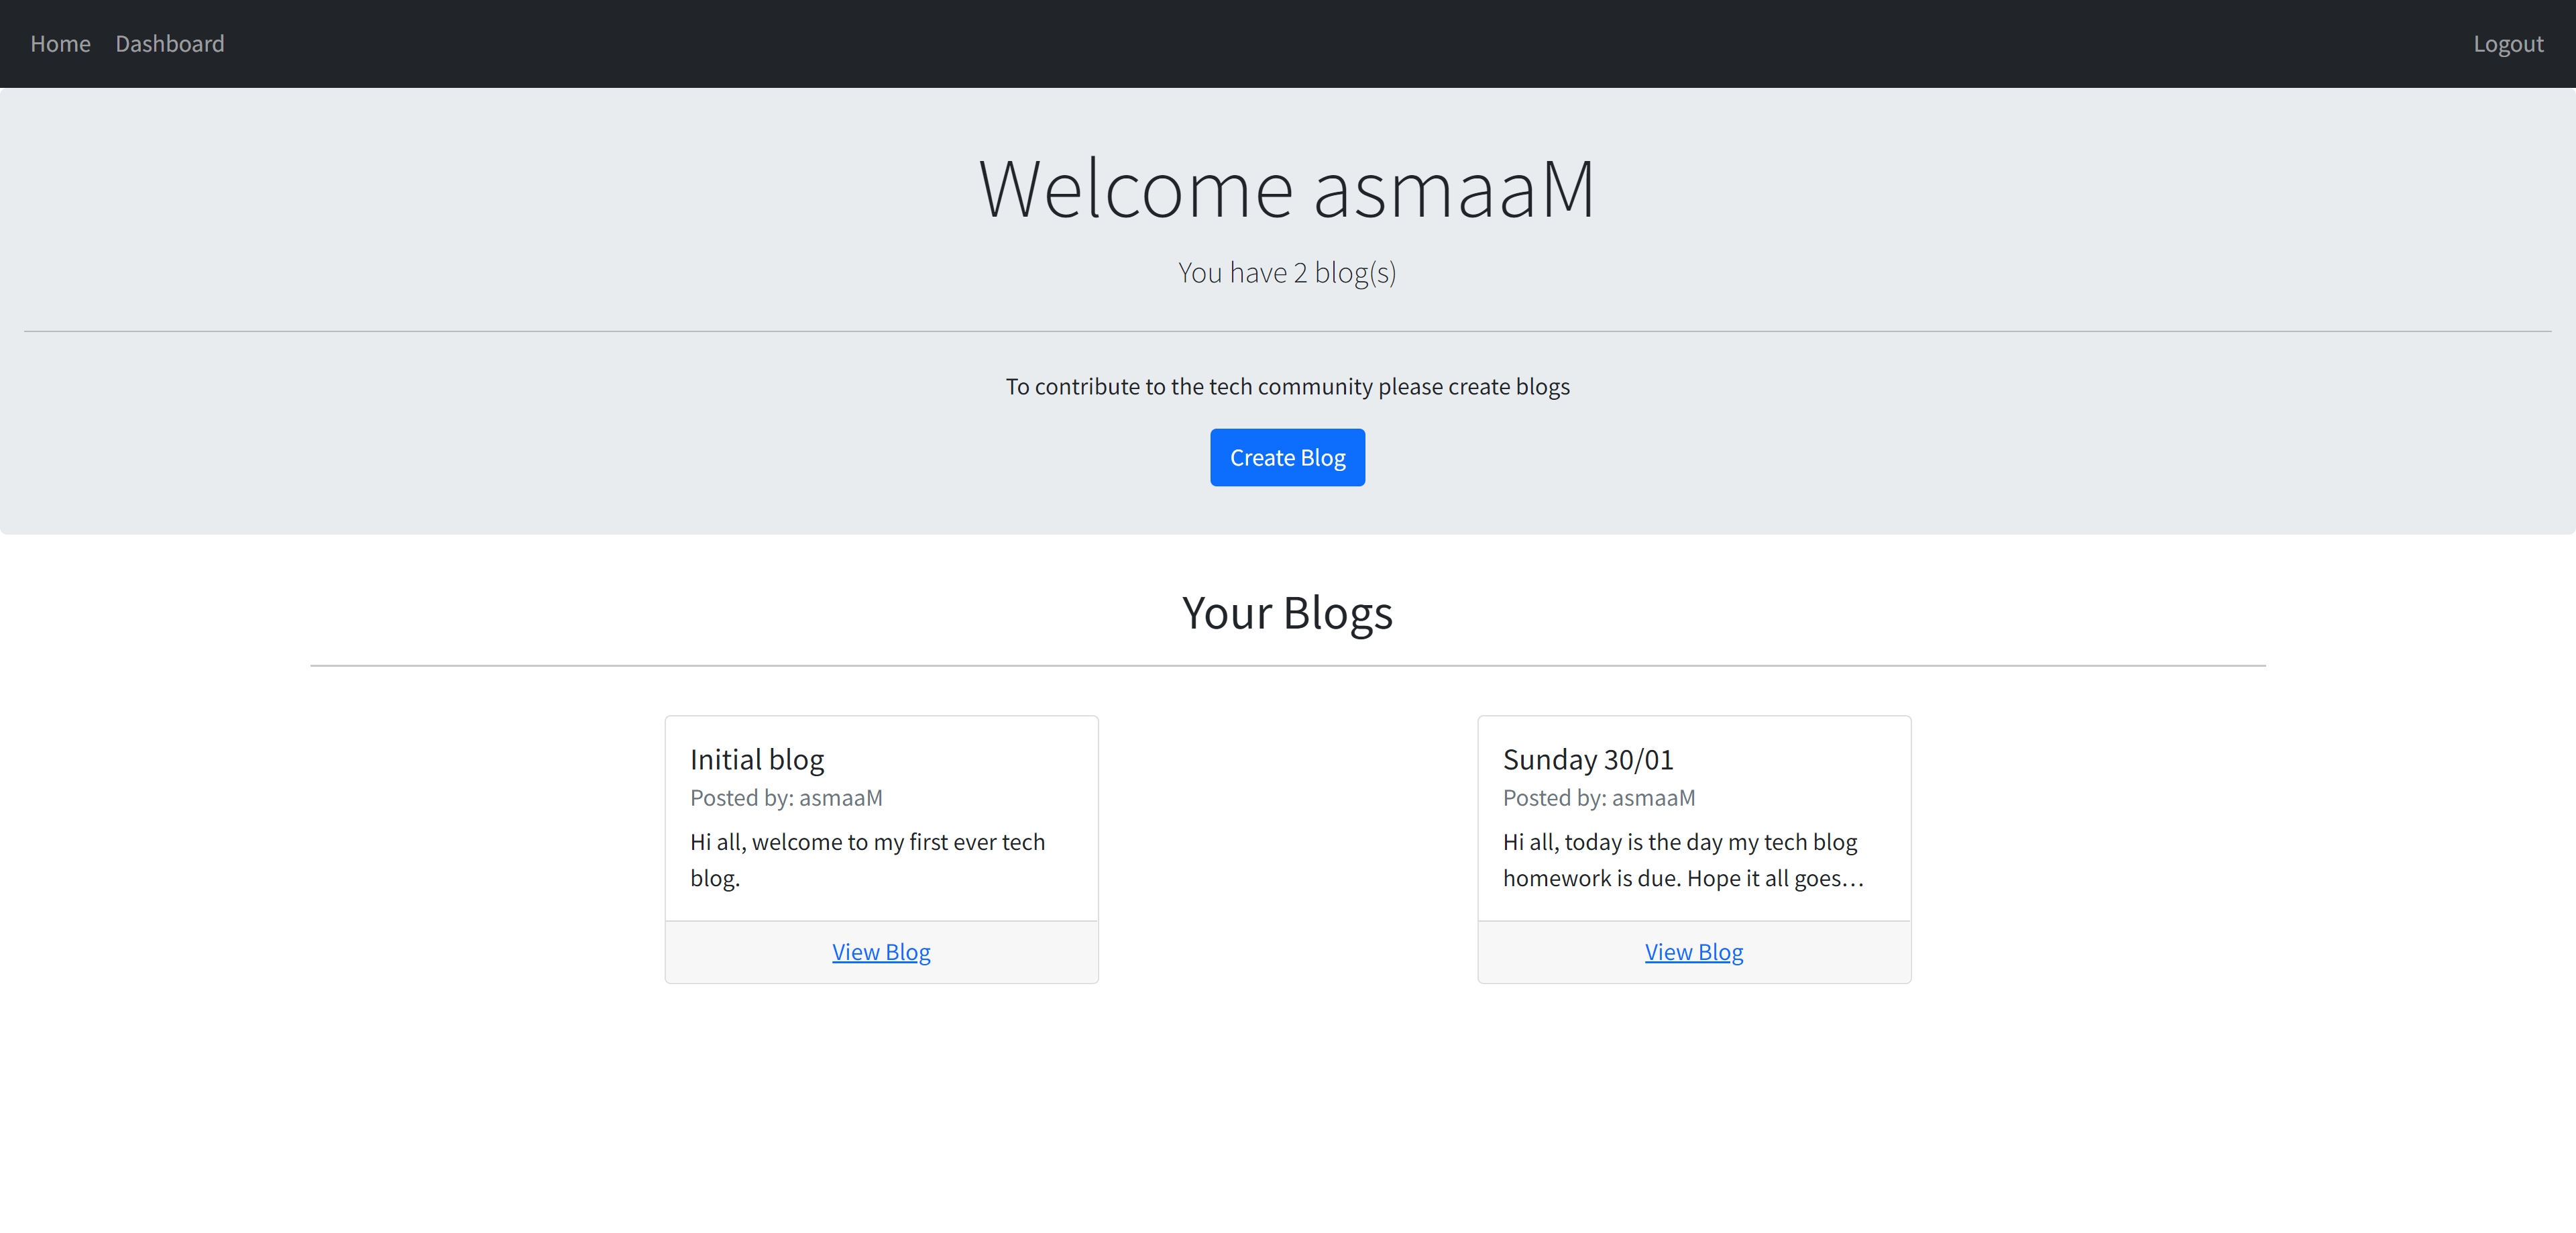 Home Dashboard Logout
Welcome asmaaM
You have 2 blog(s)
To contribute to the tech community please create blogs
Create Blog
Your Blogs
Initial blog
Posted by: asmaaM
Hi all, welcome to my first ever tech
blog.
View Blog
Sunday 30/01
Posted by: asmaaM
Hi all, today is the day my tech blog
homework is due. Hope it all goes...
View Blog